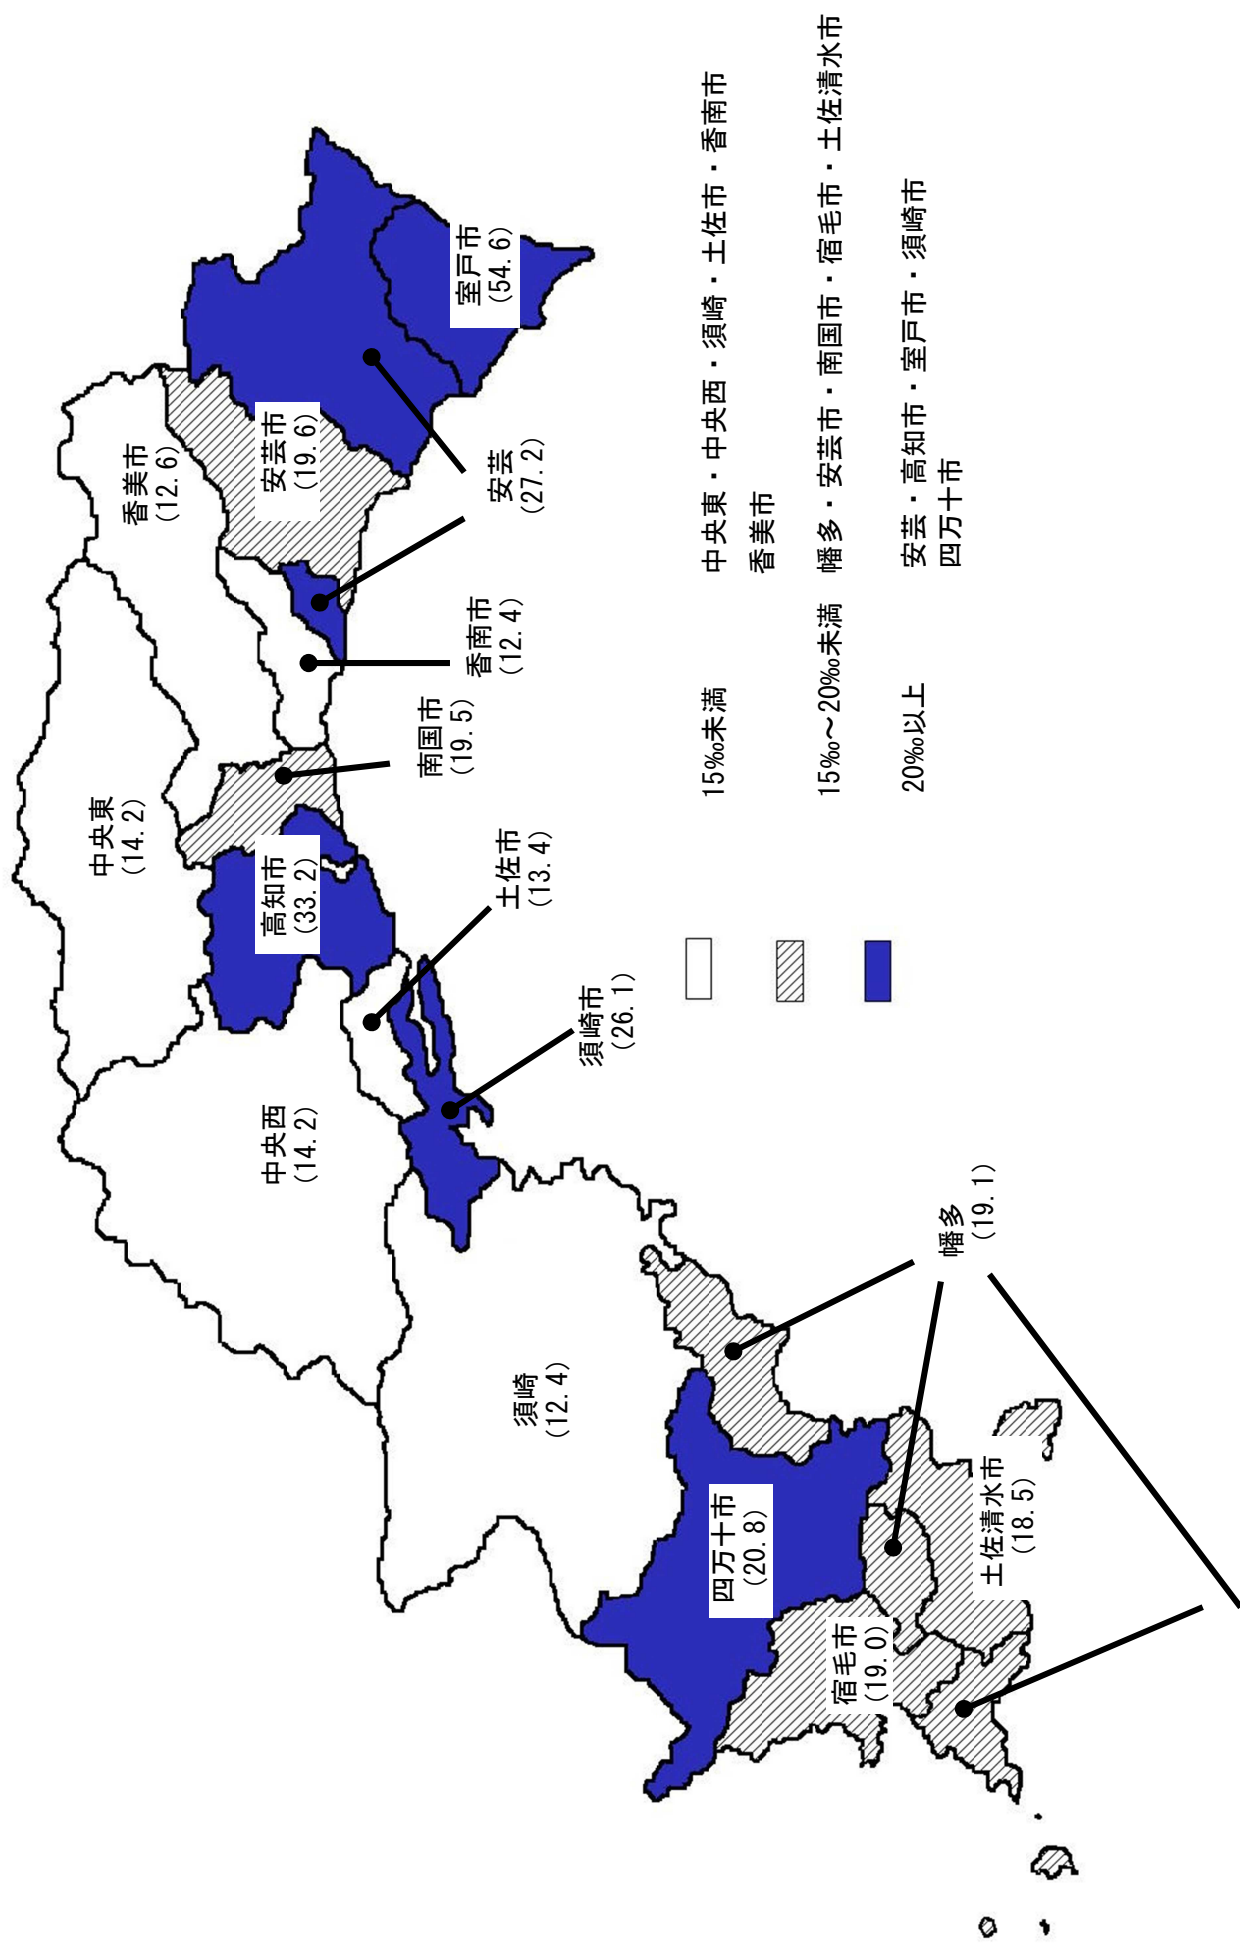 中央東
(14.2)
香美市
(12.6)
安芸市
(19.6)
室戸市
(54.6)
安芸
(27.2)
香南市
(12.4)
南国市
(19.5)
高知市
(33.2)
土佐市
(13.4)
中央西
(14.2)
須崎市
(26.1)
須崎
(12.4)
四万十市
(20.8)
幡多
(19.1)
宿毛市
(19.0)
土佐清水市
(18.5)
15‰未満 中央東・中央西・須崎・土佐市・香南市
香美市
15‰～20‰未満 幡多・安芸市・南国市・宿毛市・土佐清水市
20‰以上 安芸・高知市・室戸市・須崎市
四万十市